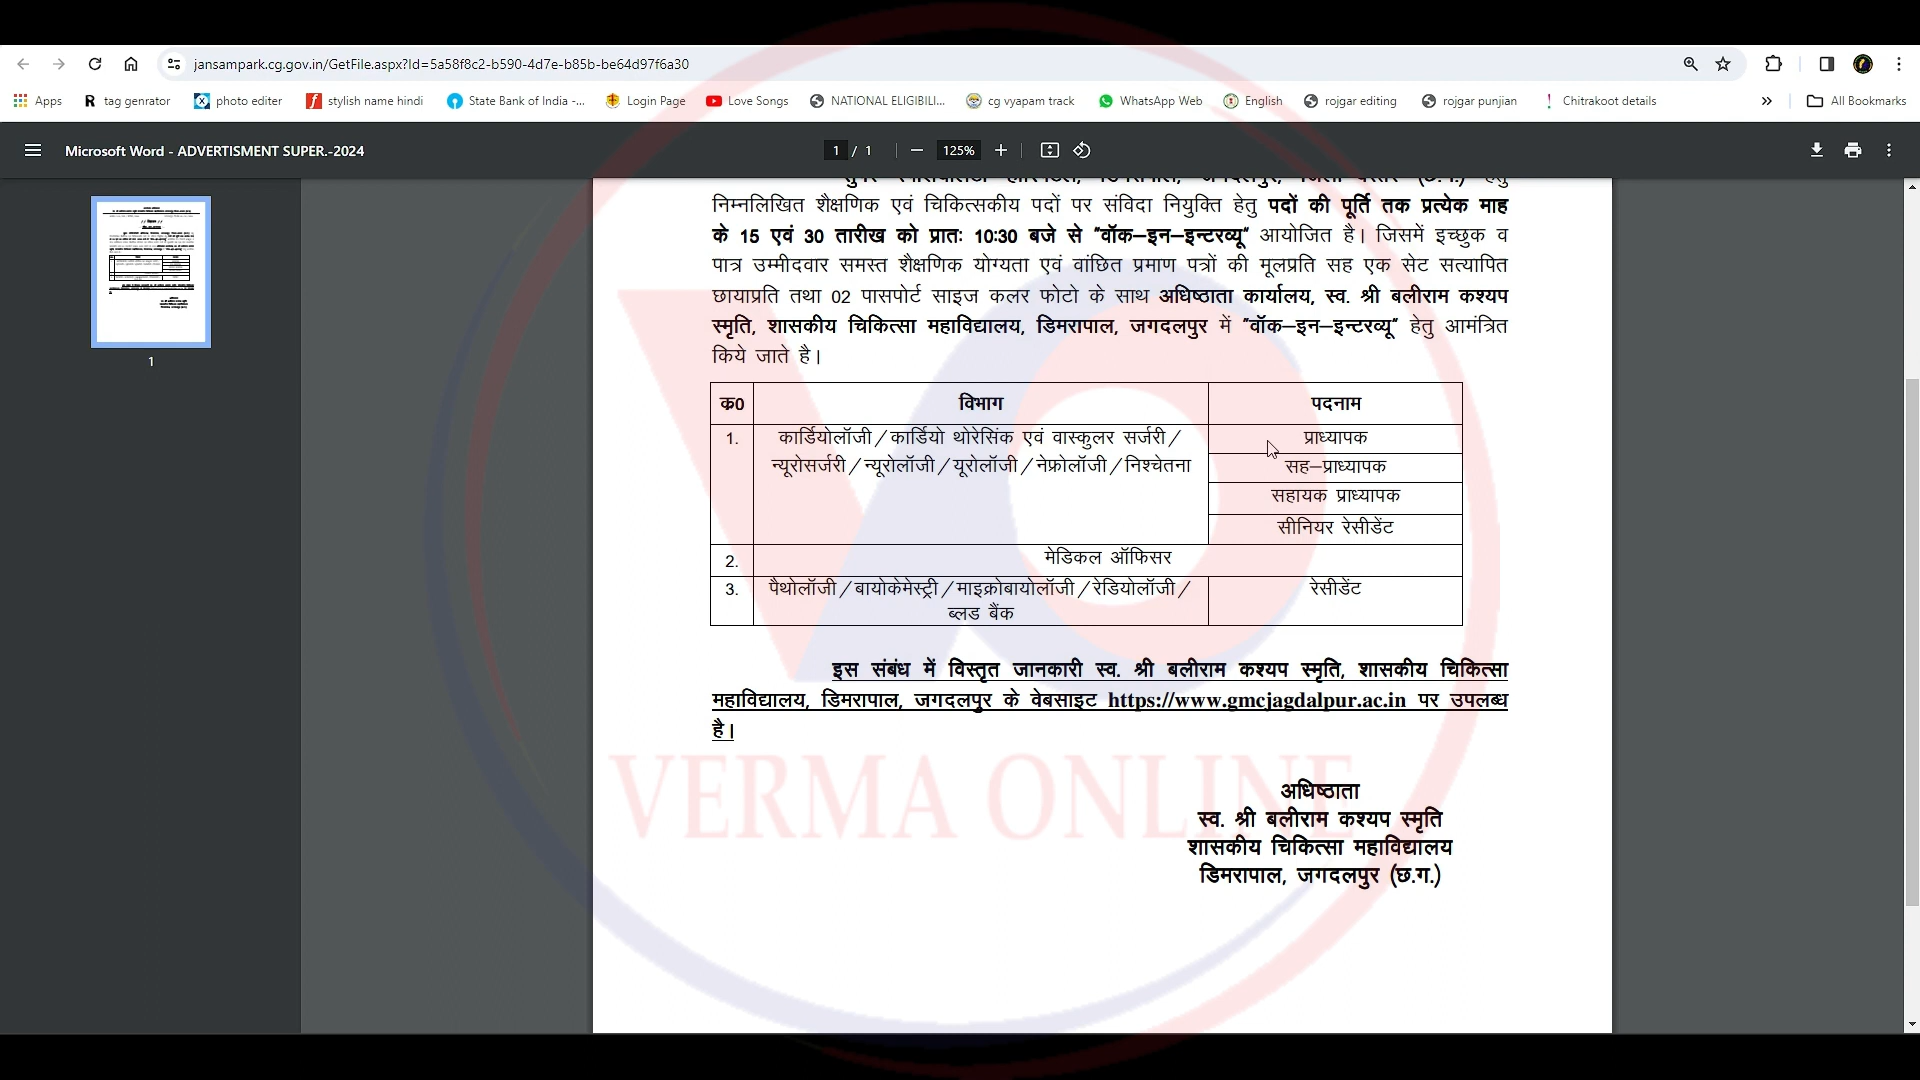 jansampark.cg.gov.in/GetFile.aspx?Id=5a58f8c2-b590-4d7e-b85b-be64d97f6a30
Apps R tag genrator photo editer stylish name hindi State Bank of India -... Login Page Love Songs NATIONAL ELIGIBILI... cg vyapam track WhatsApp Web English rojgar editing rojgar punjian Chitrakoot details » All Bookmarks
Microsoft Word - ADVERTISMENT SUPER.-2024 1 / 1 125%
1
निम्नलिखित शैक्षणिक एवं चिकित्सकीय पदों पर संविदा नियुक्ति हेतु पदों की पूर्ति तक प्रत्येक माह
के 15 एवं 30 तारीख को प्रातः 10:30 बजे से "वॉक–इन–इन्टरव्यू" आयोजित है। जिसमें इच्छुक व
पात्र उम्मीदवार समस्त शैक्षणिक योग्यता एवं वांछित प्रमाण पत्रों की मूलप्रति सह एक सेट सत्यापित
छायाप्रति तथा 02 पासपोर्ट साइज कलर फोटो के साथ अधिष्ठाता कार्यालय, स्व. श्री बलीराम कश्यप
स्मृति, शासकीय चिकित्सा महाविद्यालय, डिमरापाल, जगदलपुर में "वॉक–इन–इन्टरव्यू" हेतु आमंत्रित
किये जाते है।
क्र0 विभाग पदनाम
1. कार्डियोलॉजी/कार्डियो थोरेसिंक एवं वास्कुलर सर्जरी/ प्राध्यापक
न्यूरोसर्जरी/न्यूरोलॉजी/यूरोलॉजी/नेफ्रोलॉजी/निश्चेतना सह–प्राध्यापक
सहायक प्राध्यापक
सीनियर रेसीडेंट
2. मेडिकल ऑफिसर
3. पैथोलॉजी/बायोकेमेस्ट्री/माइक्रोबायोलॉजी/रेडियोलॉजी/ रेसीडेंट
ब्लड बैंक
इस संबंध में विस्तृत जानकारी स्व. श्री बलीराम कश्यप स्मृति, शासकीय चिकित्सा
महाविद्यालय, डिमरापाल, जगदलपुर के वेबसाइट https://www.gmcjagdalpur.ac.in पर उपलब्ध
है।
VERMA ONLINE
अधिष्ठाता
स्व. श्री बलीराम कश्यप स्मृति
शासकीय चिकित्सा महाविद्यालय
डिमरापाल, जगदलपुर (छ.ग.)